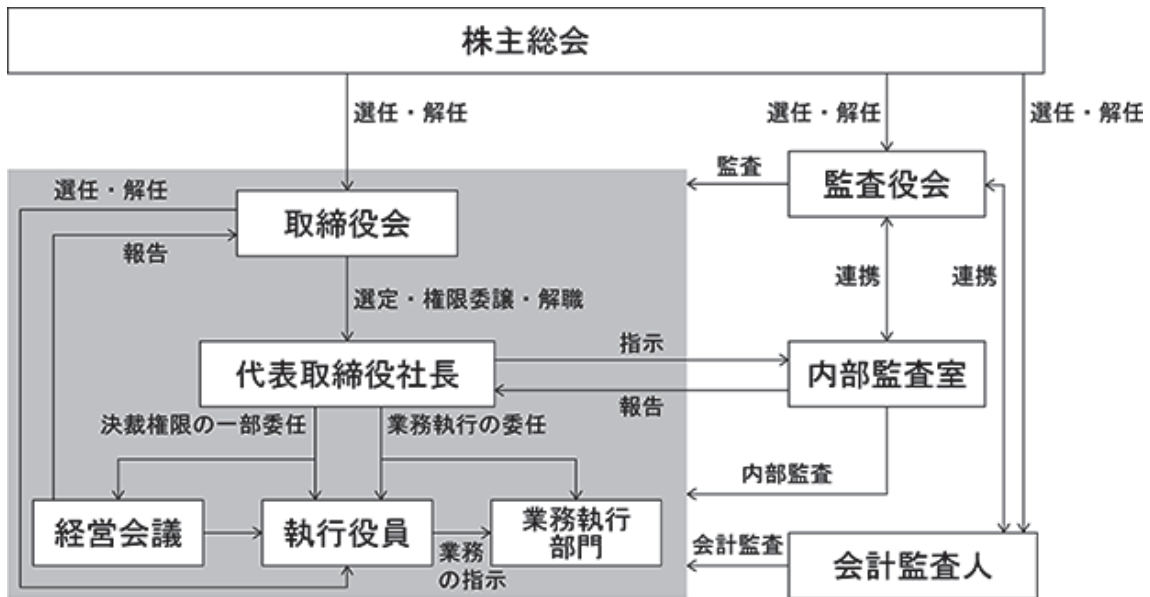 株主総会
選任・解任
選任・解任
選任・解任
監査
監査役会
選任・解任
取締役会
報告
連携
連携
選定・権限委譲・解職
指示
代表取締役社長
内部監査室
報告
決裁権限の一部委任
業務執行の委任
内部監査
経営会議
執行役員
業務執行
部門
業務
の指示
会計監査
会計監査人